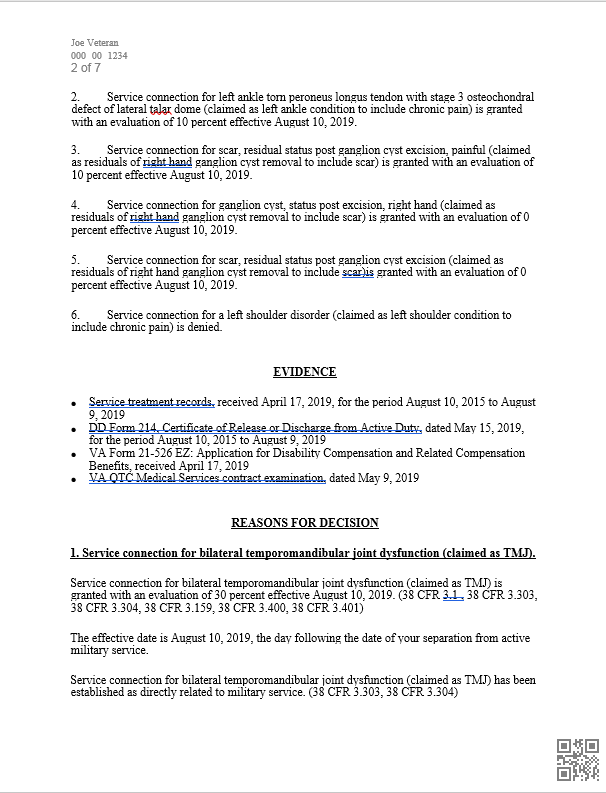 Joe Veteran
000 00 1234
2 of 7
2. Service connection for left ankle torn peroneus longus tendon with stage 3 osteochondral
defect of lateral talar dome (claimed as left ankle condition to include chronic pain) is granted
with an evaluation of 10 percent effective August 10, 2019.
3. Service connection for scar, residual status post ganglion cyst excision, painful (claimed
as residuals of right hand ganglion cyst removal to include scar) is granted with an evaluation of
10 percent effective August 10, 2019.
4. Service connection for ganglion cyst, status post excision, right hand (claimed as
residuals of right hand ganglion cyst removal to include scar) is granted with an evaluation of 0
percent effective August 10, 2019.
5. Service connection for scar, residual status post ganglion cyst excision (claimed as
residuals of right hand ganglion cyst removal to include scar)is granted with an evaluation of 0
percent effective August 10, 2019.
6. Service connection for a left shoulder disorder (claimed as left shoulder condition to
include chronic pain) is denied.
EVIDENCE
• Service treatment records, received April 17, 2019, for the period August 10, 2015 to August
9, 2019
• DD Form 214, Certificate of Release or Discharge from Active Duty, dated May 15, 2019,
for the period August 10, 2015 to August 9, 2019
• VA Form 21-526 EZ: Application for Disability Compensation and Related Compensation
Benefits, received April 17, 2019
• VA QTC Medical Services contract examination, dated May 9, 2019
REASONS FOR DECISION
1. Service connection for bilateral temporomandibular joint dysfunction (claimed as TMJ).
Service connection for bilateral temporomandibular joint dysfunction (claimed as TMJ) is
granted with an evaluation of 30 percent effective August 10, 2019. (38 CFR 3.1 , 38 CFR 3.303,
38 CFR 3.304, 38 CFR 3.159, 38 CFR 3.400, 38 CFR 3.401)
The effective date is August 10, 2019, the day following the date of your separation from active
military service.
Service connection for bilateral temporomandibular joint dysfunction (claimed as TMJ) has been
established as directly related to military service. (38 CFR 3.303, 38 CFR 3.304)